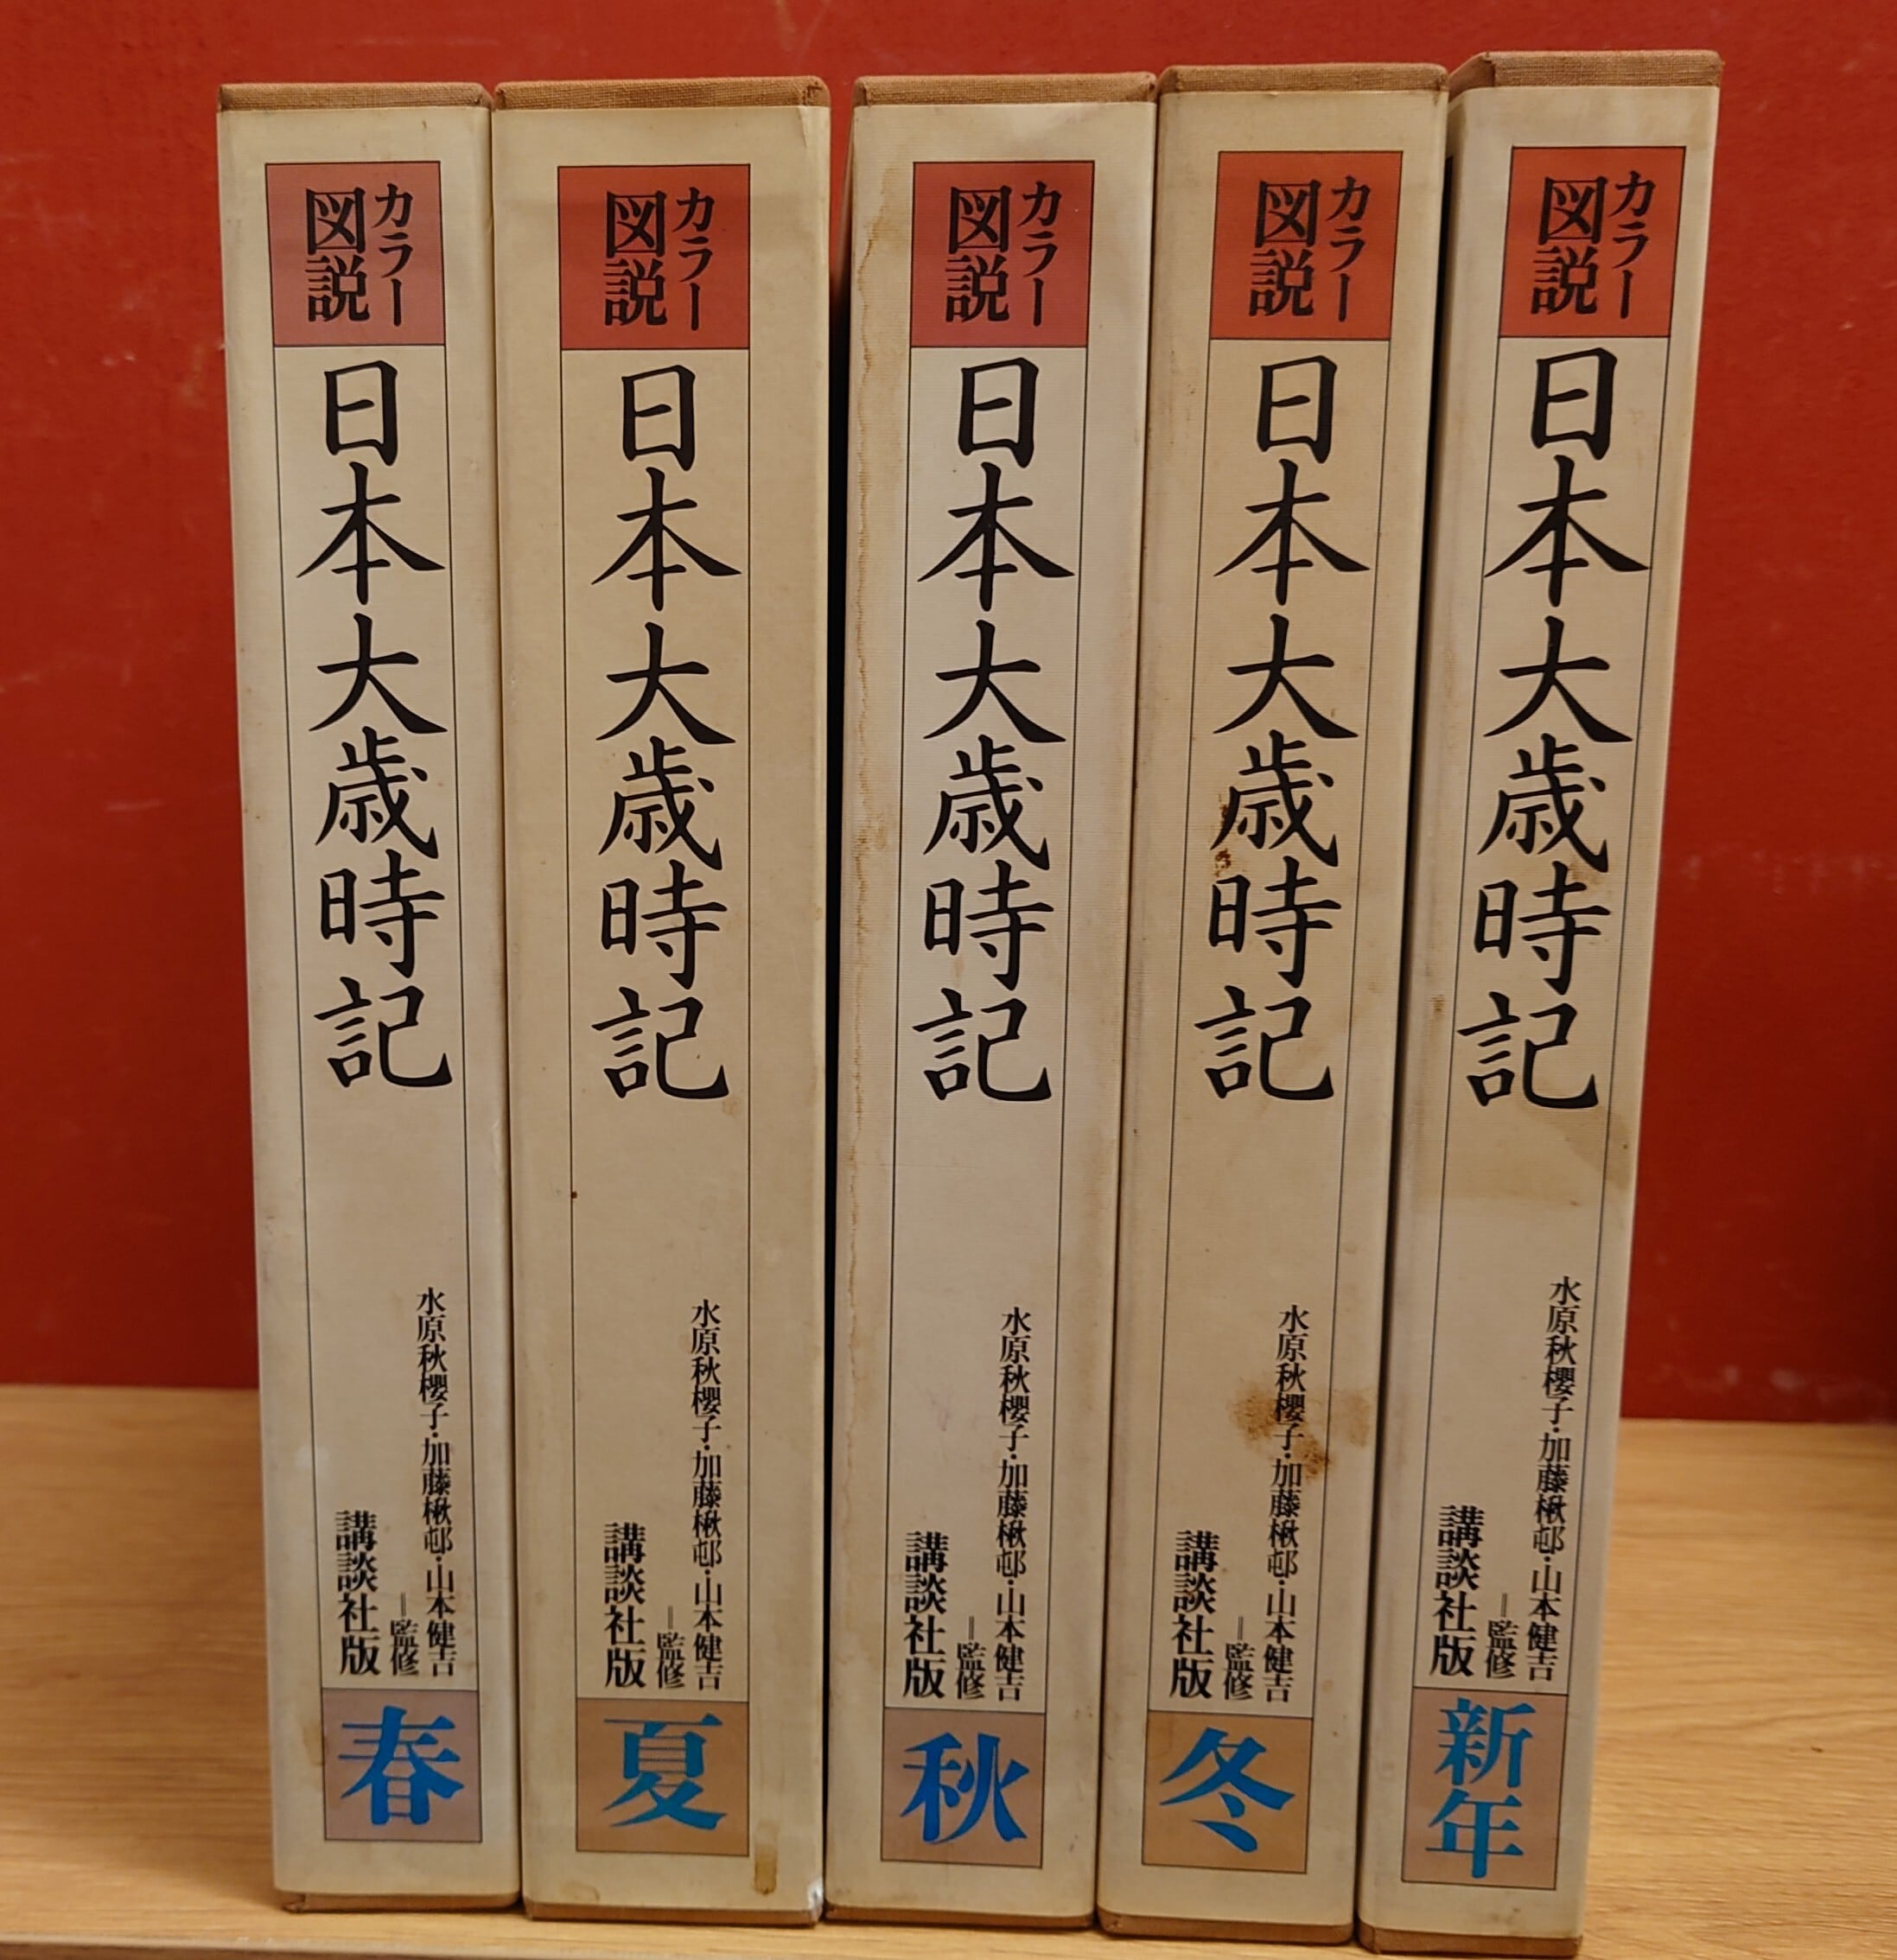 カラー
図説
日本大歳時記
水原秋櫻子・加藤楸邨・山本健吉
=監修
講談社版
春
カラー
図説
日本大歳時記
水原秋櫻子・加藤楸邨・山本健吉
=監修
講談社版
夏
カラー
図説
日本大歳時記
水原秋櫻子・加藤楸邨・山本健吉
=監修
講談社版
秋
カラー
図説
日本大歳時記
水原秋櫻子・加藤楸邨・山本健吉
=監修
講談社版
冬
カラー
図説
日本大歳時記
水原秋櫻子・加藤楸邨・山本健吉
=監修
講談社版
新年